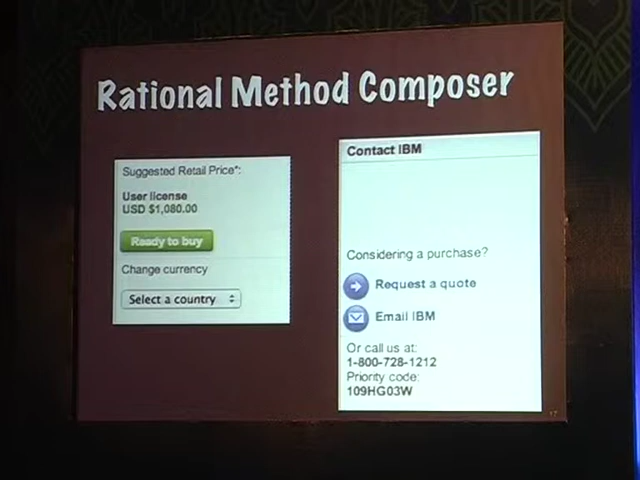 Rational Method Composer
Suggested Retail Price*:
User license
USD $1,080.00
Ready to buy
Change currency
Select a country
Contact IBM
Considering a purchase?
Request a quote
Email IBM
Or call us at:
1-800-728-1212
Priority code:
109HG03W
17